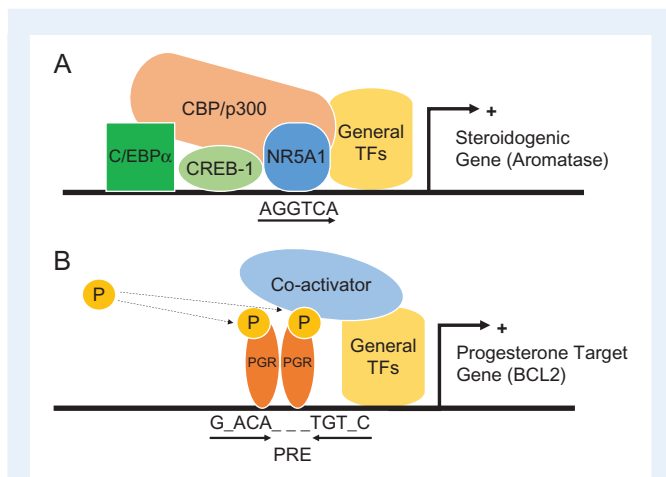 A
CBP/p300
C/EBPα
CREB-1
NR5A1
General
TFs
+
Steroidogenic
Gene (Aromatase)
AGGTCA
B
P
Co-activator
P
P
PGR
PGR
General
TFs
+
Progesterone Target
Gene (BCL2)
G_ACA_ _ _TGT_C
PRE